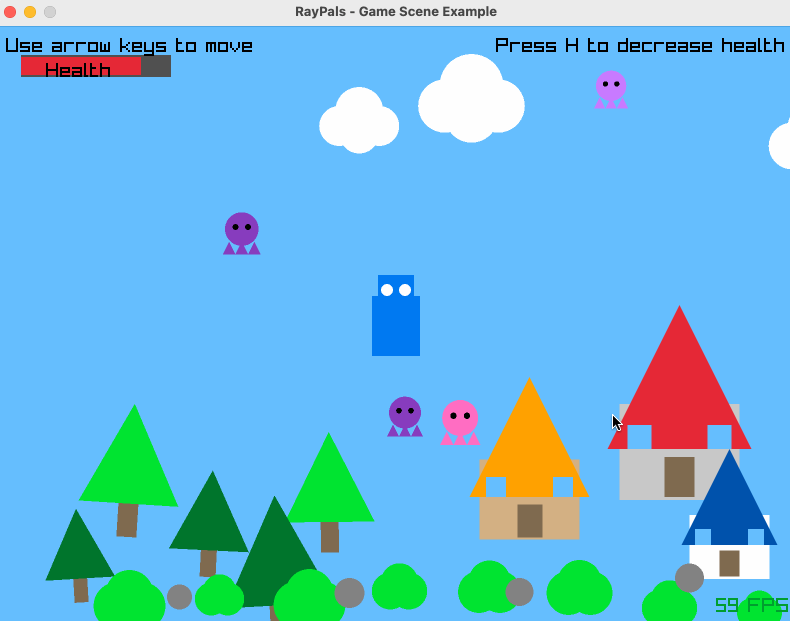 RayPals - Game Scene Example
Use arrow keys to move
Press H to decrease health
Health
59 FPS